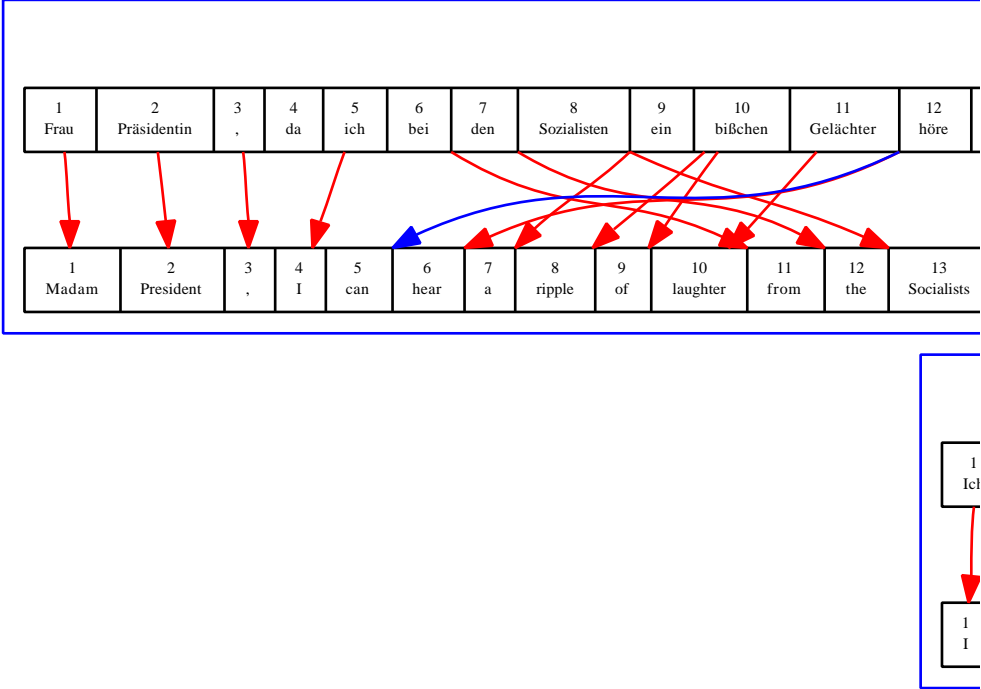 1 2 3 4 5 6 7 8 9 10 11 12
Frau Präsidentin , da ich bei den Sozialisten ein bißchen Gelächter höre
1 2 3 4 5 6 7 8 9 10 11 12 13
Madam President , I can hear a ripple of laughter from the Socialists
1
Ich
1
I